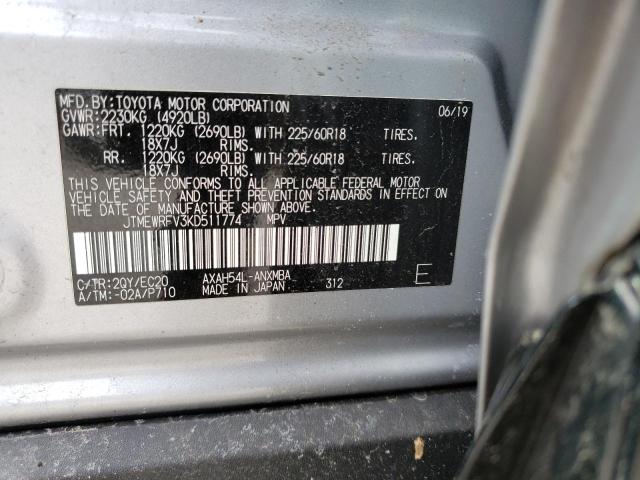 MFD.BY:TOYOTA MOTOR CORPORATION 06/19
GVWR:2230KG (4920LB)
GAWR:FRT. 1220KG (2690LB) WITH 225/60R18 TIRES.
18X7J RIMS.
RR. 1220KG (2690LB) WITH 225/60R18 TIRES.
18X7J RIMS.
THIS VEHICLE CONFORMS TO ALL APPLICABLE FEDERAL MOTOR
VEHICLE SAFETY AND THEFT PREVENTION STANDARDS IN EFFECT ON
THE DATE OF MANUFACTURE SHOWN ABOVE.
JTMEWRFV3KD511774 MPV
C/TR:2QY/EC20 AXAH54L-ANXMBA
A/TM:-02A/P710 MADE IN JAPAN 312 E